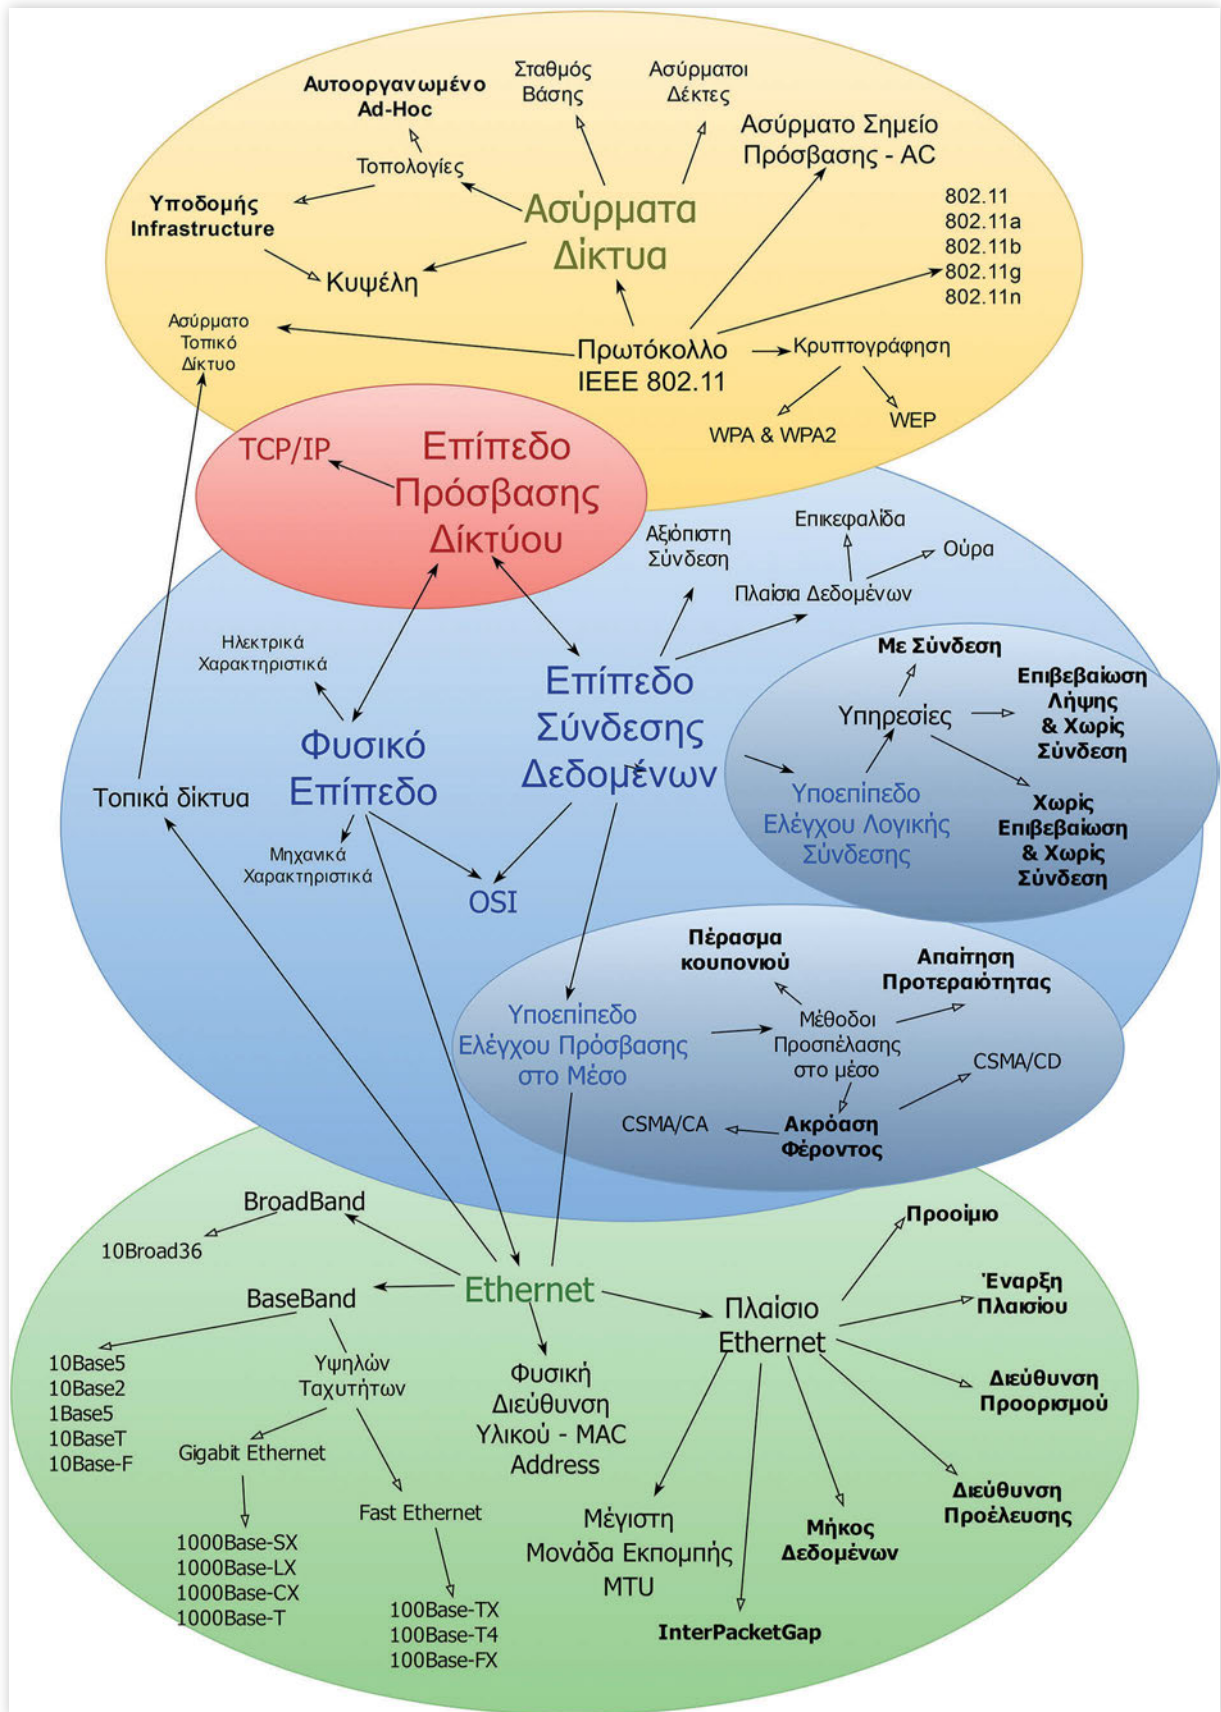 Αυτοοργανωμένο
Ad-Hoc
Σταθμός
Βάσης
Ασύρματοι
Δέκτες
Ασύρματο Σημείο
Πρόσβασης - AC
Τοπολογίες
Υποδομής
Infrastructure
Ασύρματα
Δίκτυα
Κυψέλη
802.11
802.11a
802.11b
802.11g
802.11n
Ασύρματο
Τοπικό
Δίκτυο
Πρωτόκολλο
IEEE 802.11
Κρυπτογράφηση
WPA & WPA2
WEP
TCP/IP
Επίπεδο
Πρόσβασης
Δίκτύου
Αξιόπιστη
Σύνδεση
Επικεφαλίδα
Ούρα
Πλαίσια Δεδομένων
Ηλεκτρικά
Χαρακτηριστικά
Επίπεδο
Σύνδεσης
Δεδομένων
Με Σύνδεση
Υπηρεσίες
Επιβεβαίωση
Λήψης
& Χωρίς
Σύνδεση
Φυσικό
Επίπεδο
Τοπικά δίκτυα
Υποεπίπεδο
Ελέγχου Λογικής
Σύνδεσης
Χωρίς
Επιβεβαίωση
& Χωρίς
Σύνδεση
Μηχανικά
Χαρακτηριστικά
OSI
Πέρασμα
κουπονιού
Απαίτηση
Προτεραιότητας
Υποεπίπεδο
Ελέγχου Πρόσβασης
στο Μέσο
Μέθοδοι
Προσπέλασης
στο μέσο
CSMA/CD
CSMA/CA
Ακρόαση
Φέροντος
BroadBand
10Broad36
BaseBand
Ethernet
Πλαίσιο
Ethernet
Προοίμιο
Έναρξη
Πλαισίου
Διεύθυνση
Προορισμού
Διεύθυνση
Προέλευσης
10Base5
10Base2
1Base5
10BaseT
10Base-F
Υψηλών
Ταχυτήτων
Φυσική
Διεύθυνση
Υλικού - MAC
Address
Gigabit Ethernet
Fast Ethernet
Μέγιστη
Μονάδα Εκπομπής
MTU
Μήκος
Δεδομένων
1000Base-SX
1000Base-LX
1000Base-CX
1000Base-T
100Base-TX
100Base-T4
100Base-FX
InterPacketGap